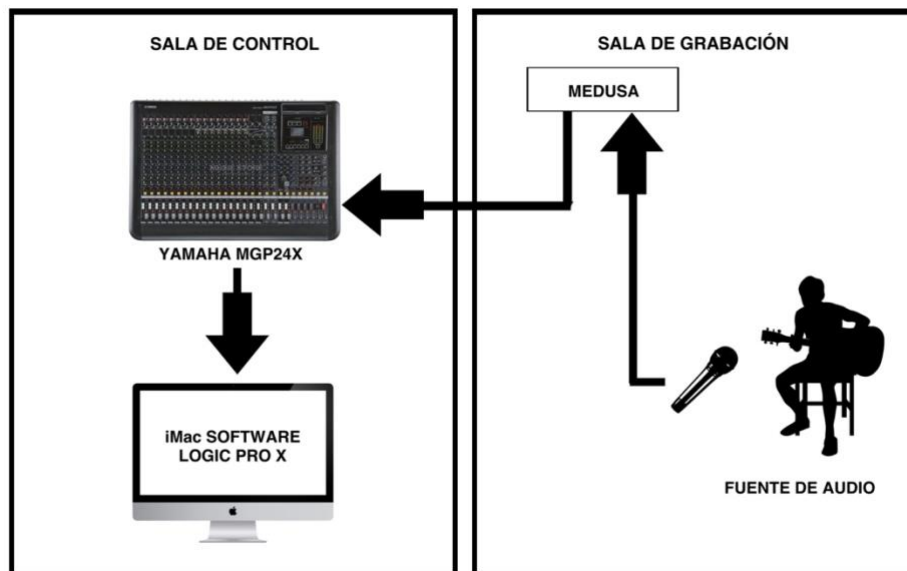 SALA DE CONTROL
YAMAHA MGP24X
iMac SOFTWARE
LOGIC PRO X
SALA DE GRABACIÓN
MEDUSA
FUENTE DE AUDIO